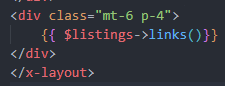 <div class="mt-6 p-4">
    {{ $listings->links()}}
</div>
</x-layout>